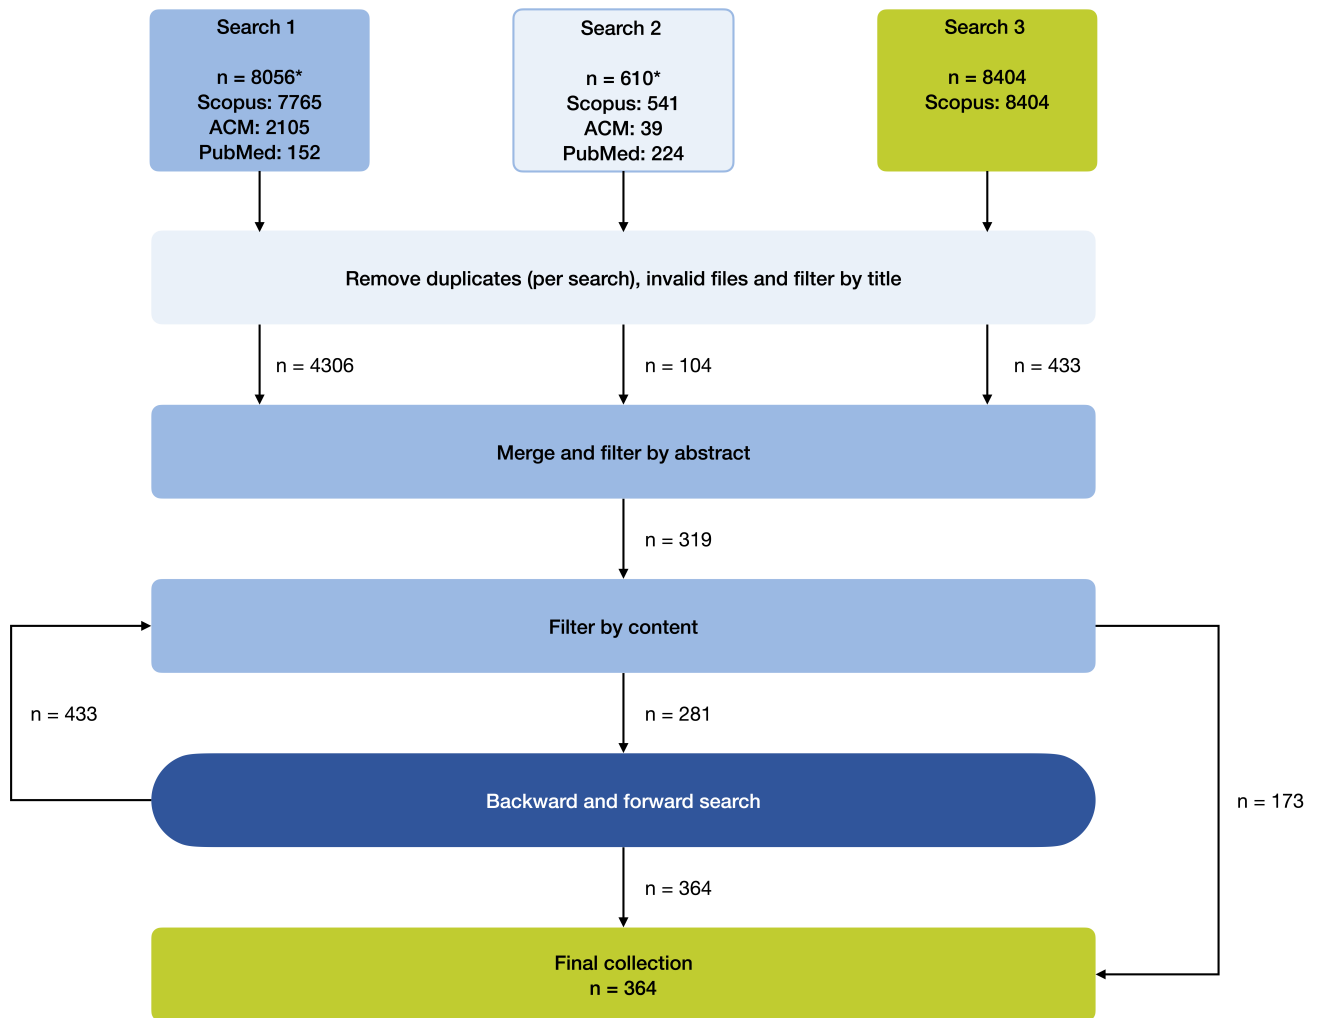 Search 1
n = 8056*
Scopus: 7765
ACM: 2105
PubMed: 152
Search 2
n = 610*
Scopus: 541
ACM: 39
PubMed: 224
Search 3
n = 8404
Scopus: 8404
Remove duplicates (per search), invalid files and filter by title
n = 4306
n = 104
n = 433
Merge and filter by abstract
n = 319
Filter by content
n = 433
n = 281
Backward and forward search
n = 173
n = 364
Final collection
n = 364